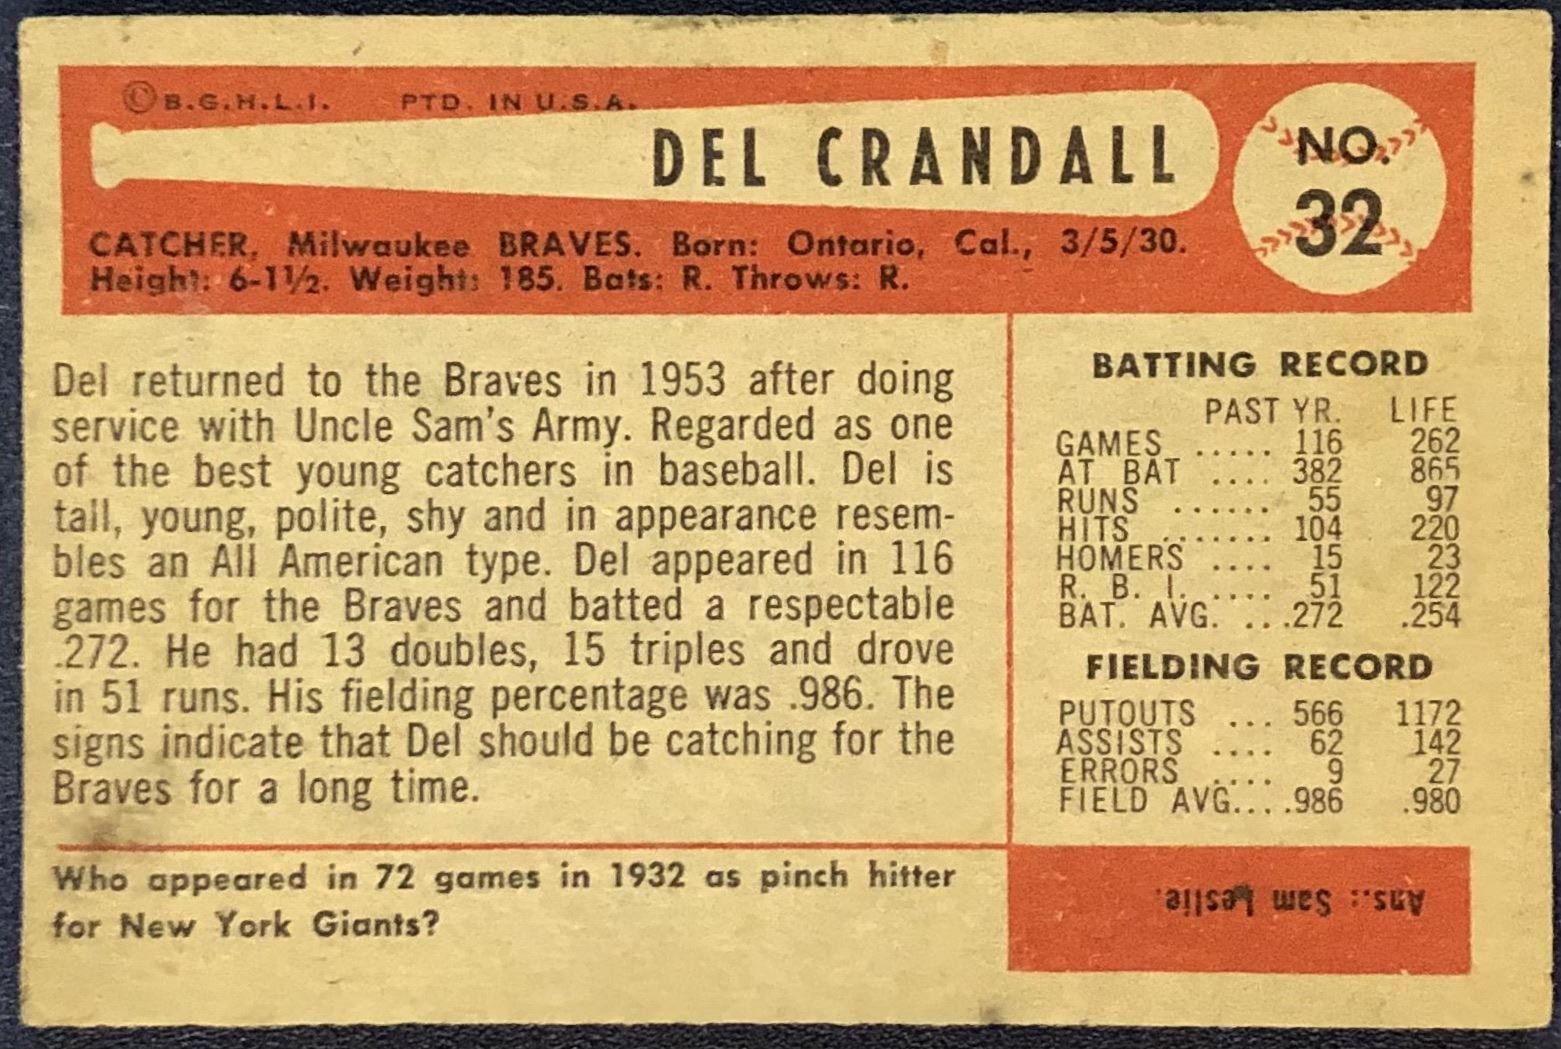 © B.G.H.L.I. PTD. IN U.S.A.
DEL CRANDALL
NO.
32
CATCHER, Milwaukee BRAVES. Born: Ontario, Cal., 3/5/30.
Height: 6-1½. Weight: 185. Bats: R. Throws: R.
Del returned to the Braves in 1953 after doing
service with Uncle Sam's Army. Regarded as one
of the best young catchers in baseball. Del is
tall, young, polite, shy and in appearance resem-
bles an All American type. Del appeared in 116
games for the Braves and batted a respectable
.272. He had 13 doubles, 15 triples and drove
in 51 runs. His fielding percentage was .986. The
signs indicate that Del should be catching for the
Braves for a long time.
BATTING RECORD
PAST YR. LIFE
GAMES ..... 116 262
AT BAT .... 382 865
RUNS ...... 55 97
HITS ....... 104 220
HOMERS .... 15 23
R. B. I. .... 51 122
BAT. AVG. ...272 .254
FIELDING RECORD
PUTOUTS ... 566 1172
ASSISTS .... 62 142
ERRORS .... 9 27
FIELD AVG....986 .980
Who appeared in 72 games in 1932 as pinch hitter
for New York Giants?
Ans.: Sam Leslie.